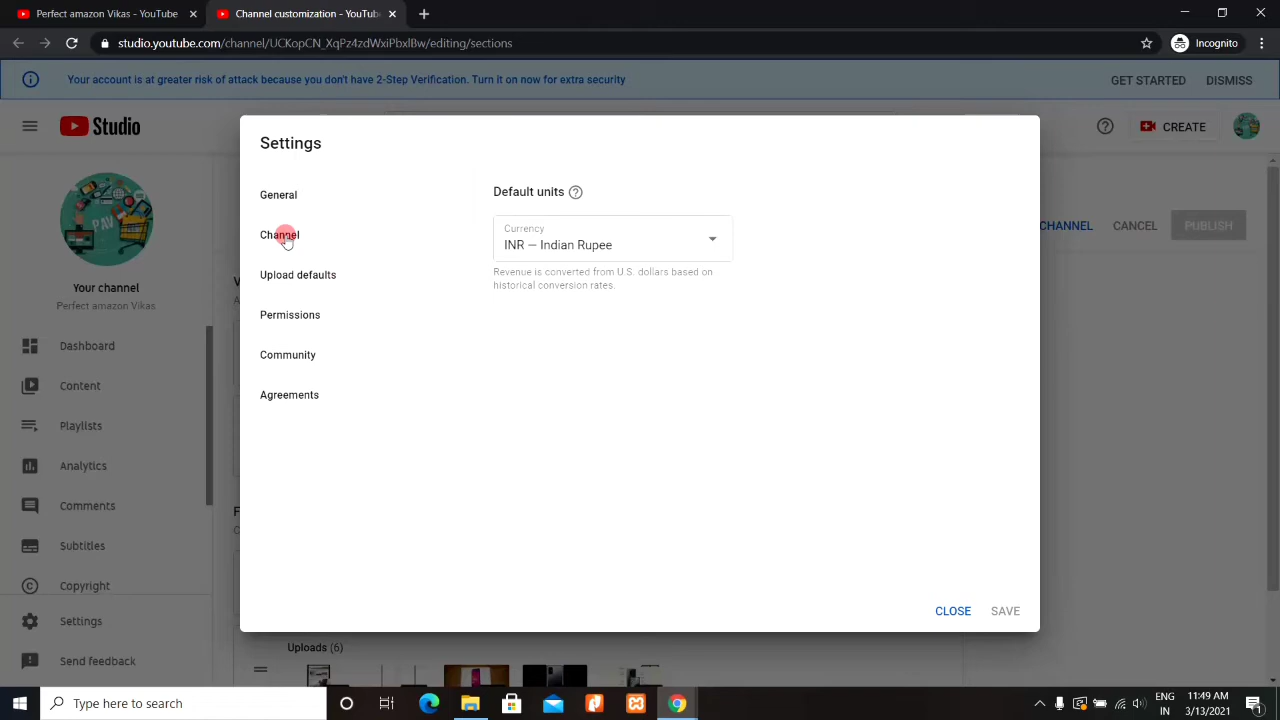 Perfect Amazon Vikas - YouTube
Customization - YouTube
studio.youtube.com/channel/UCKopCN_XqPz4zdWxiPbxlBw/editing/sections
Incognito
Your account is at greater risk of attack because you don't have 2-Step Verification. Turn it on now for extra security
GET STARTED
DISMISS
Studio
CREATE
Settings
General
Channel
Upload defaults
Permissions
Community
Agreements
Default units
Currency
INR — Indian Rupee
Revenue is converted from U.S. dollars based on
historical conversion rates.
CLOSE
SAVE
CHANNEL
CANCEL
PUBLISH
PAV
Your channel
Perfect amazon Vikas
Dashboard
Content
Playlists
Analytics
Comments
Subtitles
Copyright
Settings
Send feedback
Uploads (6)
Type here to search
ENG
IN
11:49 AM
3/13/2021